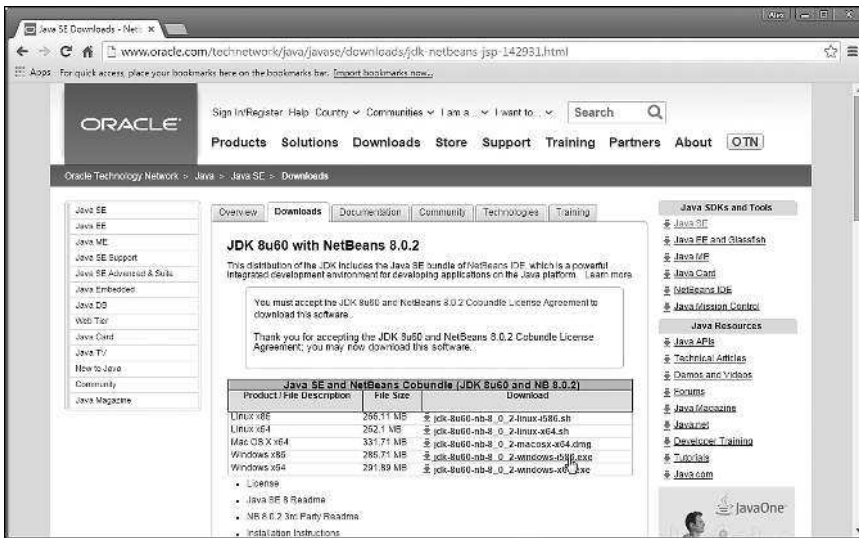 Java SE Downloads - Net
Alex
www.oracle.com/technetwork/java/javase/downloads/jdk-netbeans-jsp-142931.html
Apps For quick access, place your bookmarks here on the bookmarks bar. Import bookmarks now...
ORACLE
Sign In/Register Help Country Communities I am a... I want to... Search
Products Solutions Downloads Store Support Training Partners About OTN
Oracle Technology Network > Java > Java SE > Downloads
Java SE
Java EE
Java ME
Java SE Support
Java SE Advanced & Suite
Java Embedded
Java DB
Web Tier
Java Card
Java TV
New to Java
Community
Java Magazine
Overview Downloads Documentation Community Technologies Training
JDK 8u60 with NetBeans 8.0.2
This distribution of the JDK includes the Java SE bundle of NetBeans IDE, which is a powerful
integrated development environment for developing applications on the Java platform. Learn more
You must accept the JDK 8u60 and NetBeans 8.0.2 Cobundle License Agreement to
download this software.
Thank you for accepting the JDK 8u60 and NetBeans 8.0.2 Cobundle License
Agreement; you may now download this software.
Java SE and NetBeans Cobundle (JDK 8u60 and NB 8.0.2)
Product / File Description File Size Download
Linux x86 266.11 MB jdk-8u60-nb-8_0_2-linux-i586.sh
Linux x64 262.1 MB jdk-8u60-nb-8_0_2-linux-x64.sh
Mac OS X x64 331.71 MB jdk-8u60-nb-8_0_2-macosx-x64.dmg
Windows x86 285.71 MB jdk-8u60-nb-8_0_2-windows-i586.exe
Windows x64 291.89 MB jdk-8u60-nb-8_0_2-windows-x64.exe
• License
• Java SE 8 Readme
• NB 8.0.2 3rd Party Readme
• Installation Instructions
Java SDKs and Tools
Java SE
Java EE and Glassfish
Java ME
Java Card
NetBeans IDE
Java Mission Control
Java Resources
Java APIs
Technical Articles
Demos and Videos
Forums
Java Magazine
Java.net
Developer Training
Tutorials
Java.com
JavaOne